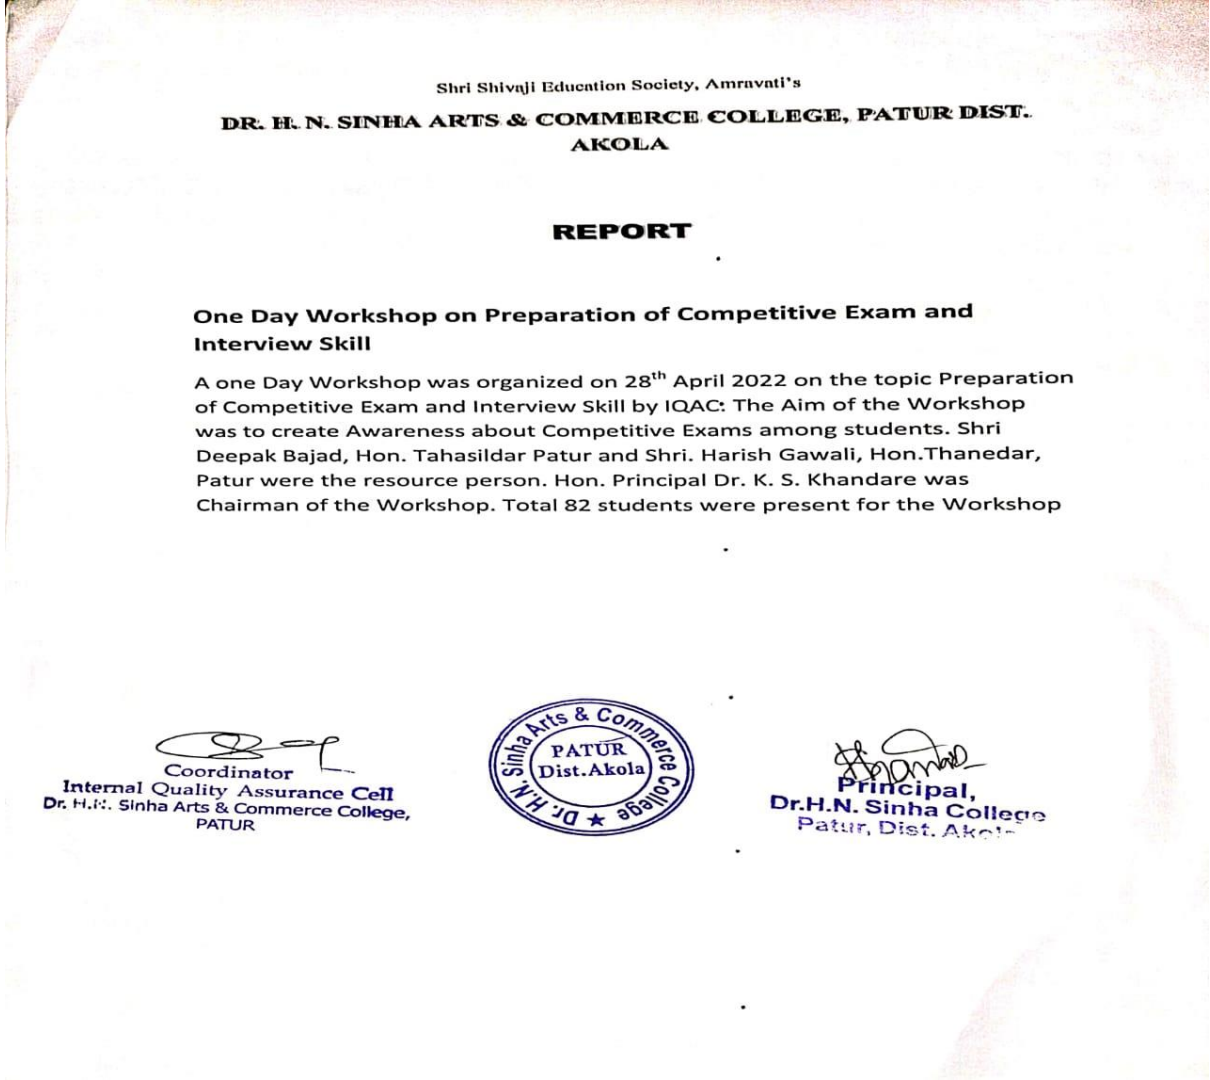 Shri Shivaji Education Society, Amravati's
DR. H. N. SINHA ARTS & COMMERCE COLLEGE, PATUR DIST.
AKOLA
REPORT
One Day Workshop on Preparation of Competitive Exam and
Interview Skill
A one Day Workshop was organized on 28th April 2022 on the topic Preparation
of Competitive Exam and Interview Skill by IQAC: The Aim of the Workshop
was to create Awareness about Competitive Exams among students. Shri
Deepak Bajad, Hon. Tahasildar Patur and Shri. Harish Gawali, Hon.Thanedar,
Patur were the resource person. Hon. Principal Dr. K. S. Khandare was
Chairman of the Workshop. Total 82 students were present for the Workshop
Coordinator
Internal Quality Assurance Cell
Dr. H.N. Sinha Arts & Commerce College,
PATUR
Dr. H.N. Sinha Arts & Commerce College
PATUR
Dist.Akola
Principal,
Dr.H.N. Sinha College
Patur, Dist. Akola